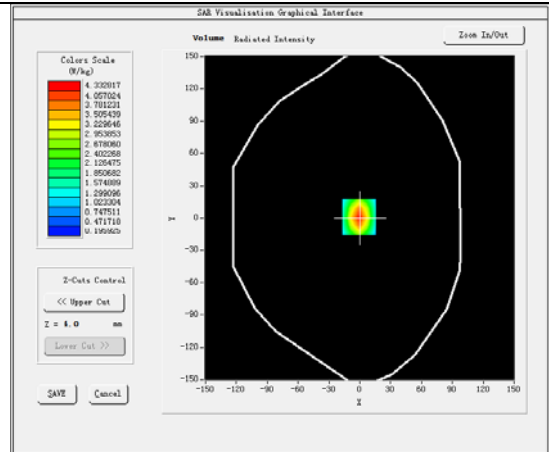 SAR Visualisation Graphical Interface
Volume Radiated Intensity
Zoom In/Out
Colors Scale
(W/kg)
4.332817
4.057024
3.781231
3.505439
3.229646
2.953853
2.678060
2.402268
2.126475
1.850682
1.574889
1.299096
1.023304
0.747511
0.471718
0.195925
150
120
90
60
30
0
-30
-60
-90
-120
-150
Y
-150 -120 -90 -60 -30 0 30 60 90 120 150
X
Z-Cuts Control
<< Upper Cut
Z = 4.0 mm
Lower Cut >>
SAVE Cancel